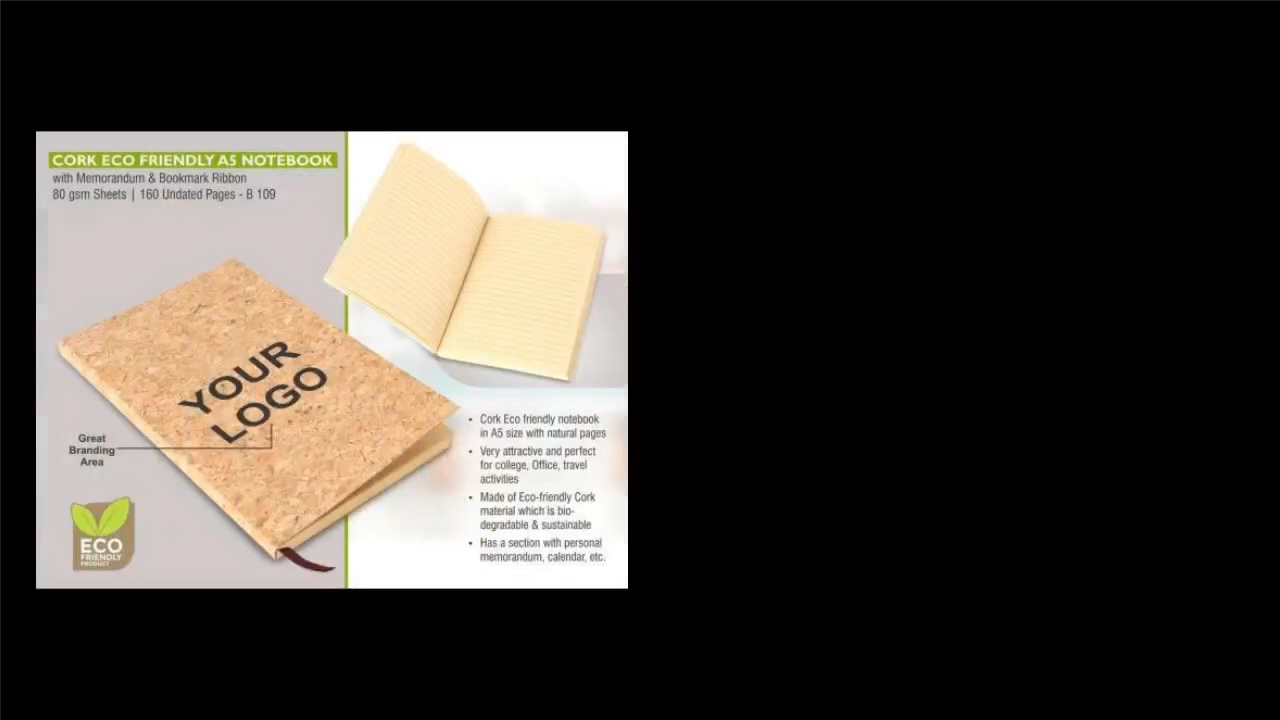 CORK ECO FRIENDLY A5 NOTEBOOK
with Memorandum & Bookmark Ribbon
80 gsm Sheets | 160 Undated Pages - B 109
YOUR
LOGO
Great
Branding
Area
ECO
FRIENDLY
PRODUCT
• Cork Eco friendly notebook
in A5 size with natural pages
• Very attractive and perfect
for college, Office, travel
activities
• Made of Eco-friendly Cork
material which is bio-
degradable & sustainable
• Has a section with personal
memorandum, calendar, etc.